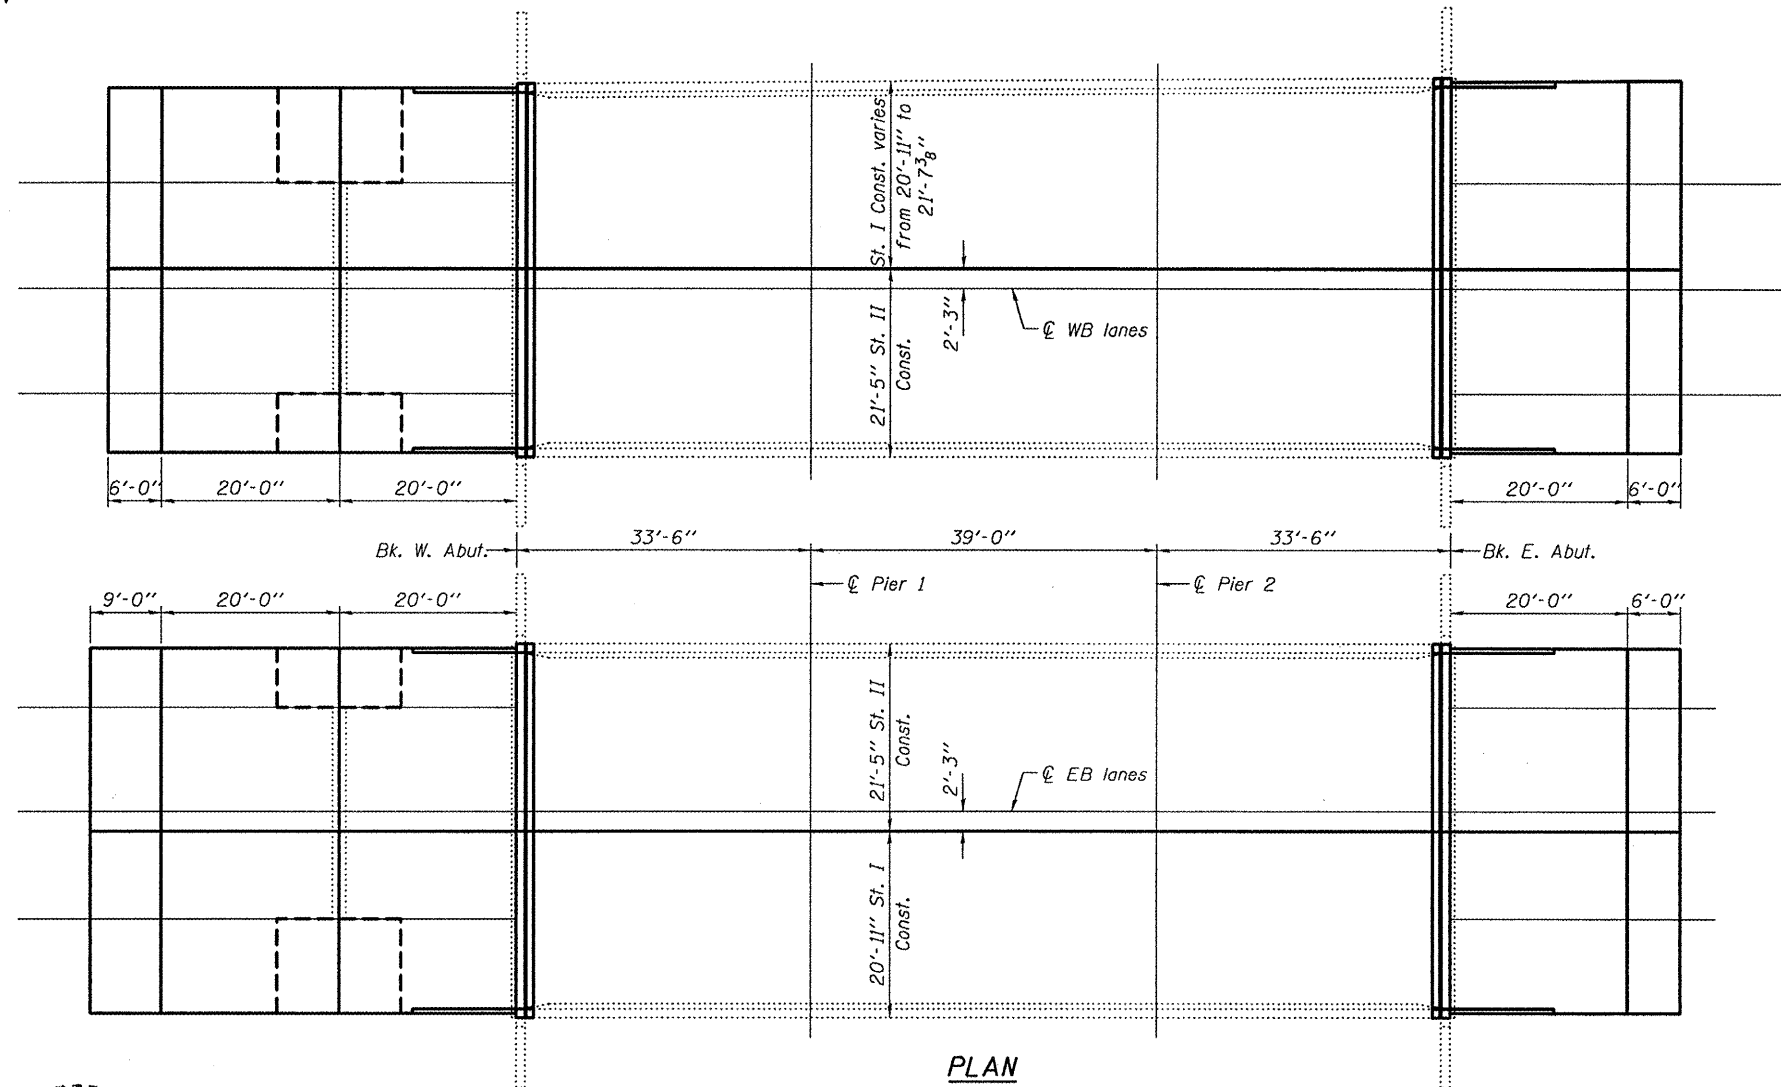 St. I Const. varies
from 20'-11" to
21'-7 3/8"
2'-3"
℄ WB lanes
21'-5" St. II
Const.
6'-0"
20'-0"
20'-0"
20'-0"
6'-0"
Bk. W. Abut.
33'-6"
39'-0"
33'-6"
Bk. E. Abut.
℄ Pier 1
℄ Pier 2
9'-0"
20'-0"
20'-0"
20'-0"
6'-0"
21'-5" St. II
Const.
2'-3"
℄ EB lanes
20'-11" St. I
Const.
PLAN